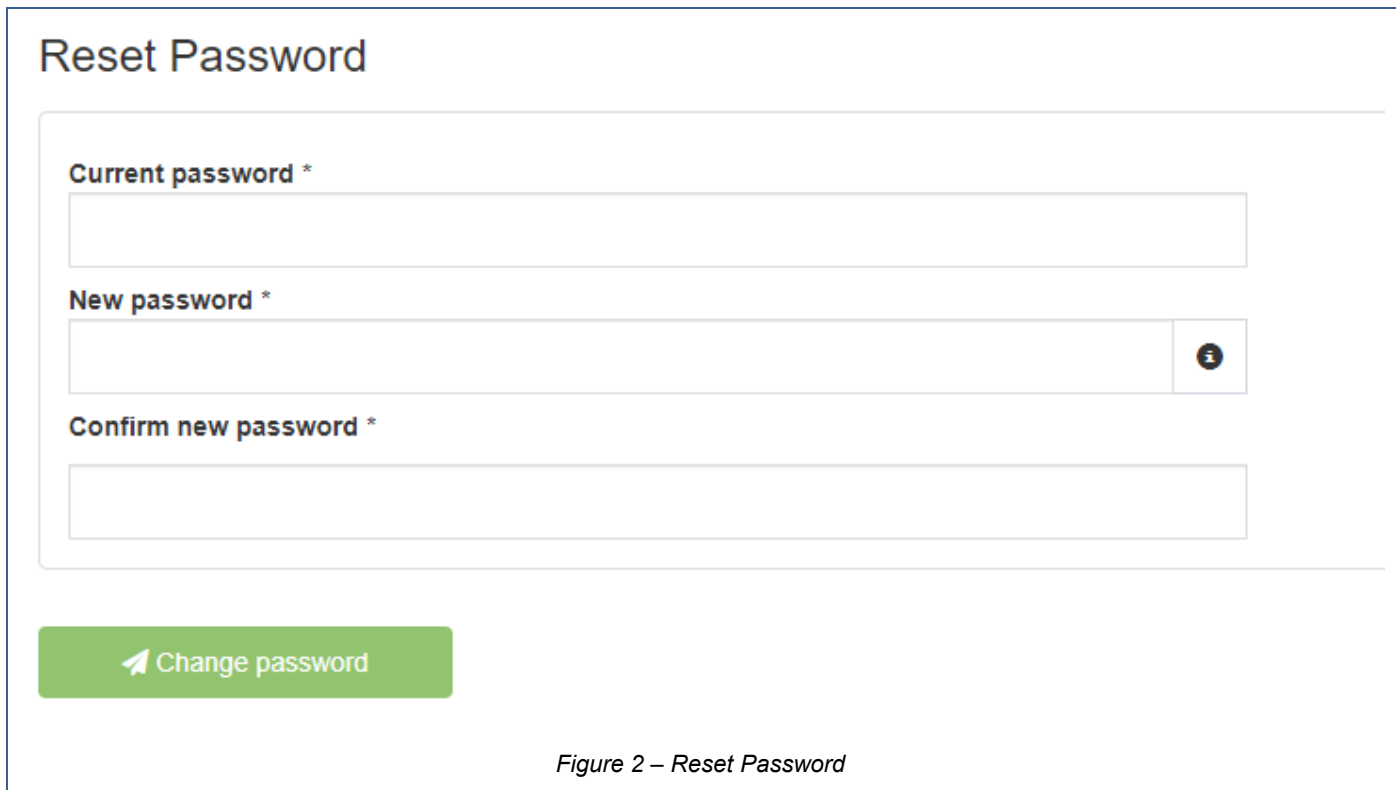 Reset Password
Current password *
New password *
Confirm new password *
Change password
Figure 2 – Reset Password